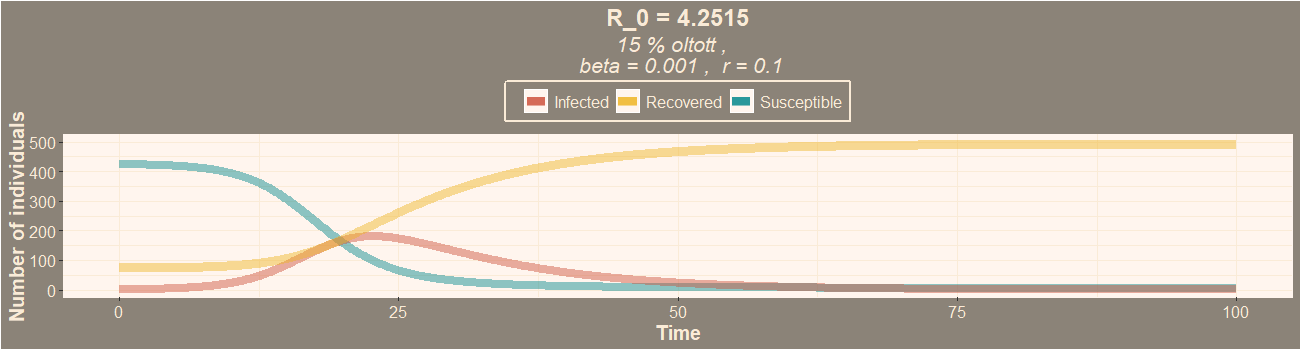 R_0 = 4.2515
15 % oltott ,
beta = 0.001 , r = 0.1
Infected Recovered Susceptible
Number of individuals
500
400
300
200
100
0
0 25 50 75 100
Time